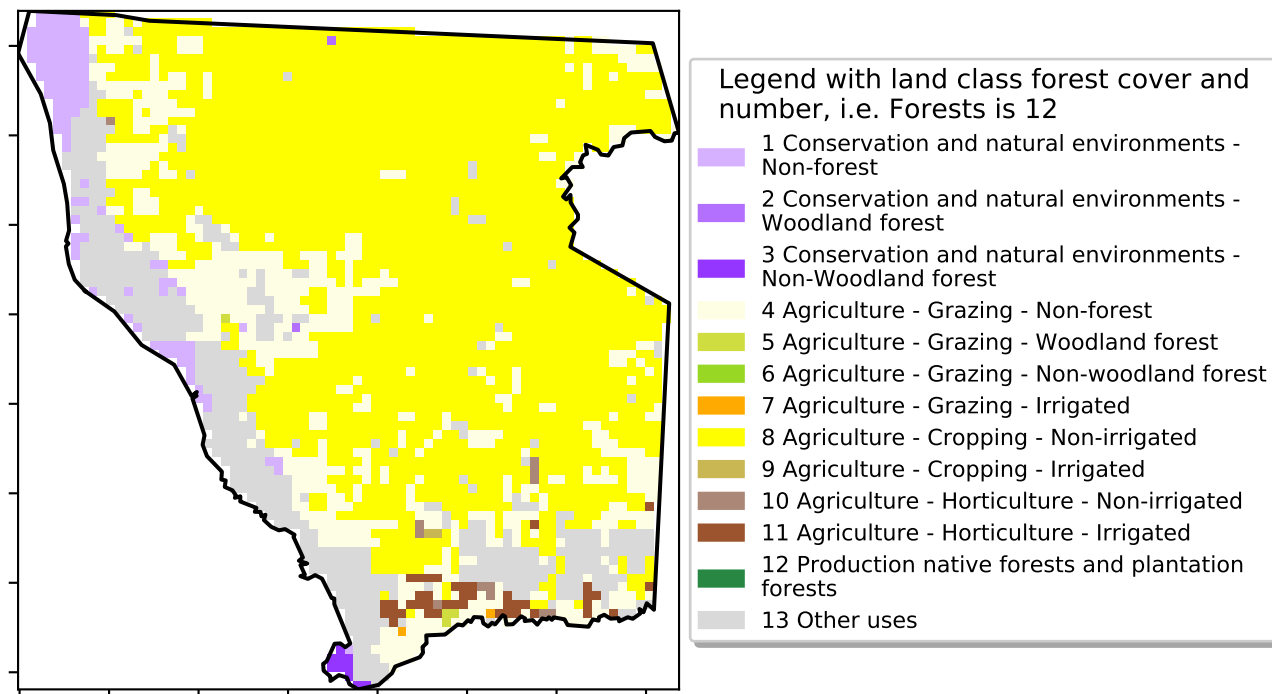 Legend with land class forest cover and
number, i.e. Forests is 12
1 Conservation and natural environments -
Non-forest
2 Conservation and natural environments -
Woodland forest
3 Conservation and natural environments -
Non-Woodland forest
4 Agriculture - Grazing - Non-forest
5 Agriculture - Grazing - Woodland forest
6 Agriculture - Grazing - Non-woodland forest
7 Agriculture - Grazing - Irrigated
8 Agriculture - Cropping - Non-irrigated
9 Agriculture - Cropping - Irrigated
10 Agriculture - Horticulture - Non-irrigated
11 Agriculture - Horticulture - Irrigated
12 Production native forests and plantation
forests
13 Other uses